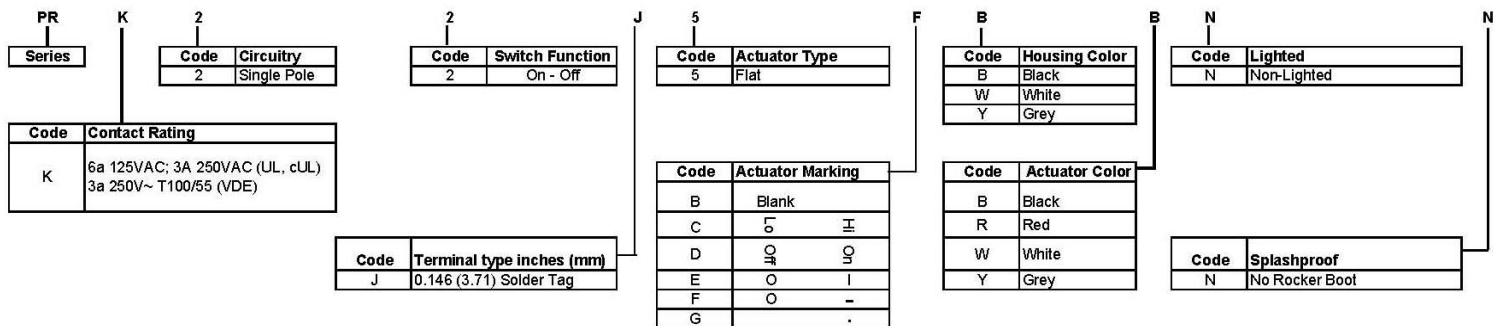 PR K 2 2 J 5 F B B N N
Series
Code Circuitry
2 Single Pole
Code Switch Function
2 On - Off
Code Actuator Type
5 Flat
Code Housing Color
B Black
W White
Y Grey
Code Lighted
N Non-Lighted
Code Contact Rating
K 6a 125VAC; 3A 250VAC (UL, cUL)
3a 250V~ T100/55 (VDE)
Code Terminal type inches (mm)
J 0.146 (3.71) Solder Tag
Code Actuator Marking
B Blank
C Lo Hi
D Off On
E O I
F O –
G .
Code Actuator Color
B Black
R Red
W White
Y Grey
Code Splashproof
N No Rocker Boot